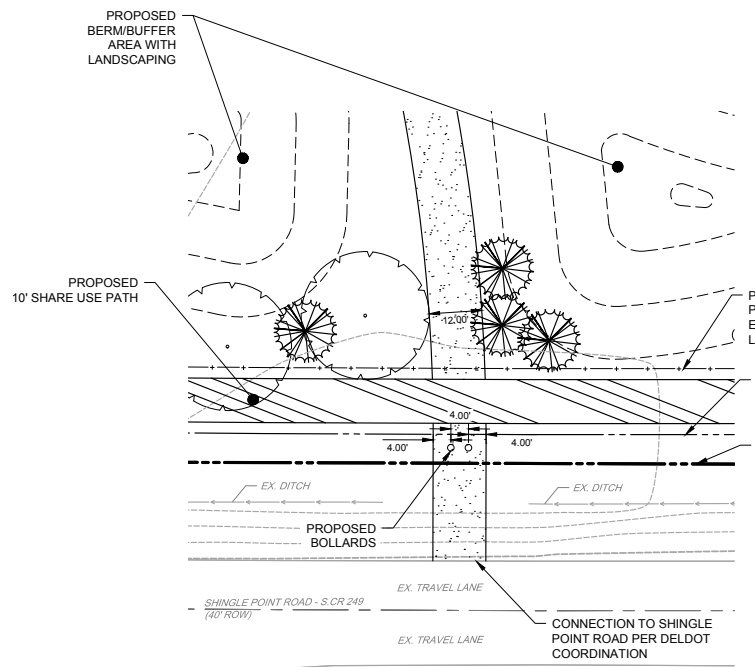 PROPOSED
BERM/BUFFER
AREA WITH
LANDSCAPING
PROPOSED
10' SHARE USE PATH
12.00'
P
P
E
L
4.00'
4.00'
4.00'
EX. DITCH
EX. DITCH
PROPOSED
BOLLARDS
EX. TRAVEL LANE
SHINGLE POINT ROAD - S.CR 249
(40' ROW)
EX. TRAVEL LANE
CONNECTION TO SHINGLE
POINT ROAD PER DELDOT
COORDINATION